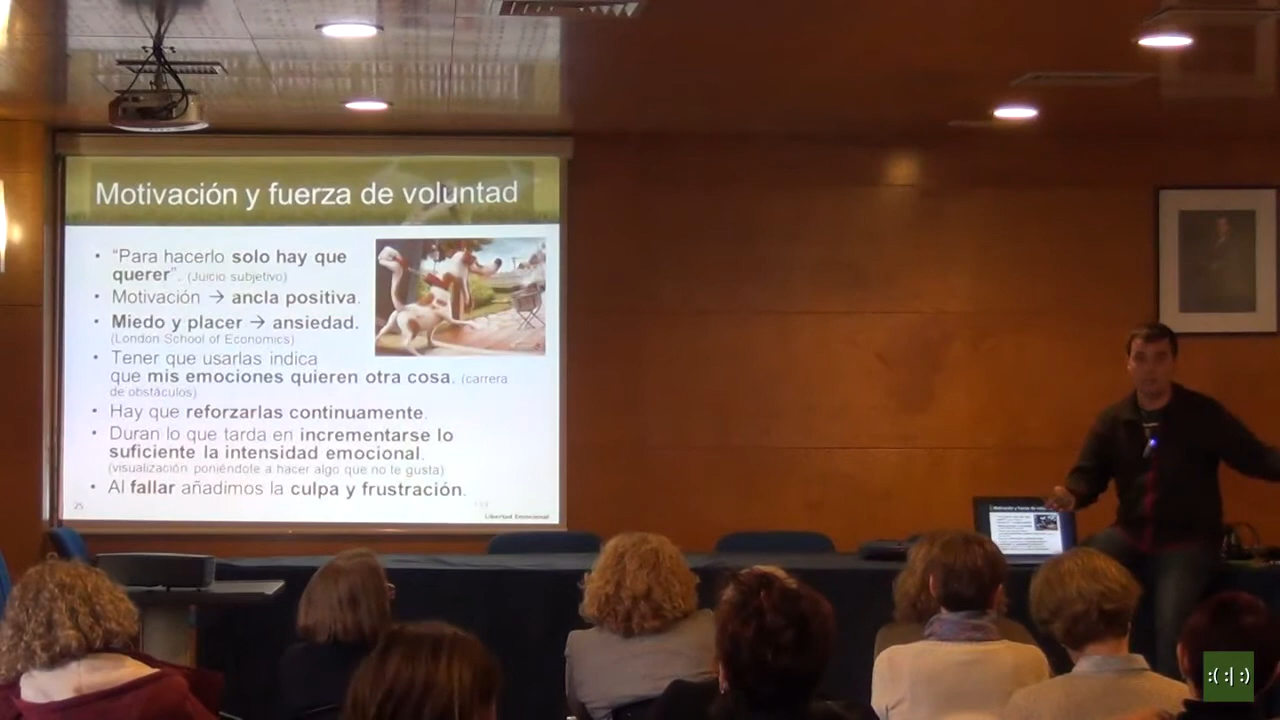 Motivación y fuerza de voluntad
• “Para hacerlo solo hay que
querer”. (Juicio subjetivo)
• Motivación → ancla positiva.
• Miedo y placer → ansiedad.
(London School of Economics)
• Tener que usarlas indica
que mis emociones quieren otra cosa. (carrera
de obstáculos)
• Hay que reforzarlas continuamente.
• Duran lo que tarda en incrementarse lo
suficiente la intensidad emocional.
(visualización poniéndote a hacer algo que no te gusta)
• Al fallar añadimos la culpa y frustración.
25
Libertad Emocional
:( :| :)